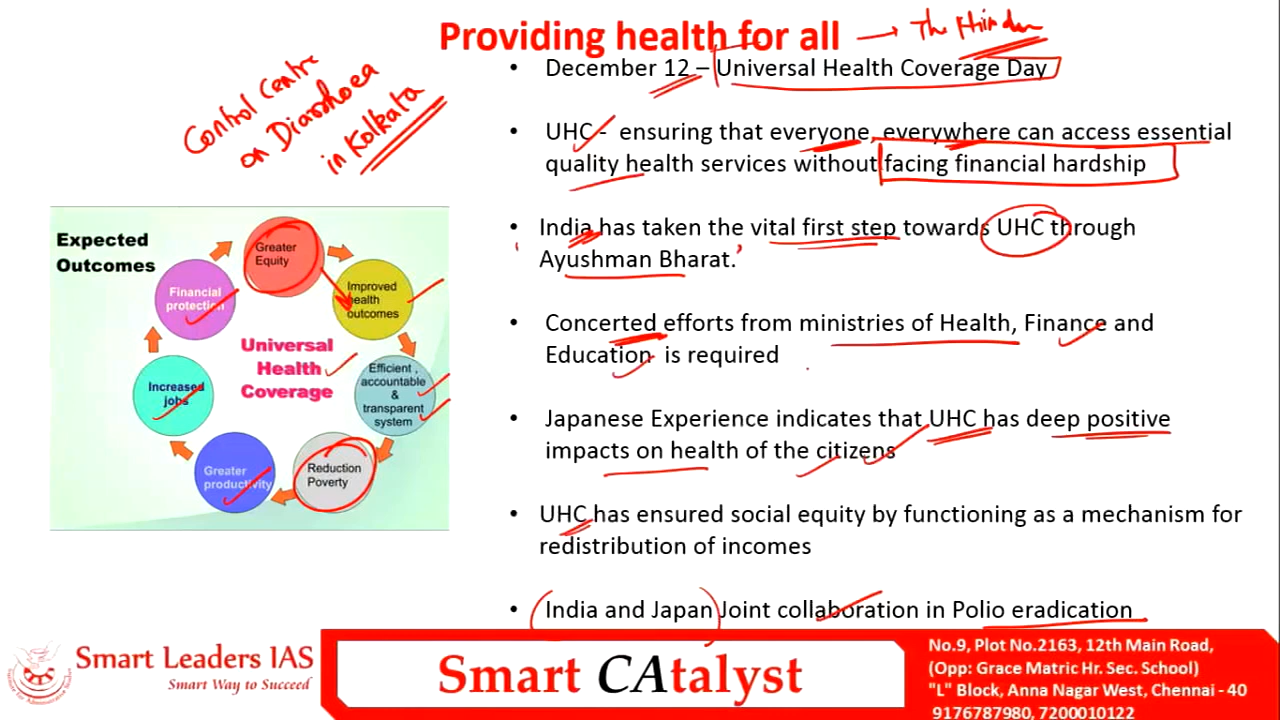 Providing health for all → The Hindu
Control Centre
on Diarrhoea
in Kolkata
• December 12 – Universal Health Coverage Day
• UHC - ensuring that everyone, everywhere can access essential
quality health services without facing financial hardship
• India has taken the vital first step towards UHC through
‘Ayushman Bharat.’
• Concerted efforts from ministries of Health, Finance and
Education is required
• Japanese Experience indicates that UHC has deep positive
impacts on health of the citizens
• UHC has ensured social equity by functioning as a mechanism for
redistribution of incomes
• India and Japan Joint collaboration in Polio eradication
Expected
Outcomes
Greater
Equity
Improved
health
outcomes
Efficient,
accountable
&
transparent
system
Reduction
Poverty
Greater
productivity
Increased
jobs
Financial
protection
Universal
Health
Coverage
Smart Leaders IAS
Smart Way to Succeed
Smart CAtalyst
No.9, Plot No.2163, 12th Main Road,
(Opp: Grace Matric Hr. Sec. School)
"L" Block, Anna Nagar West, Chennai - 40
9176787980, 7200010122